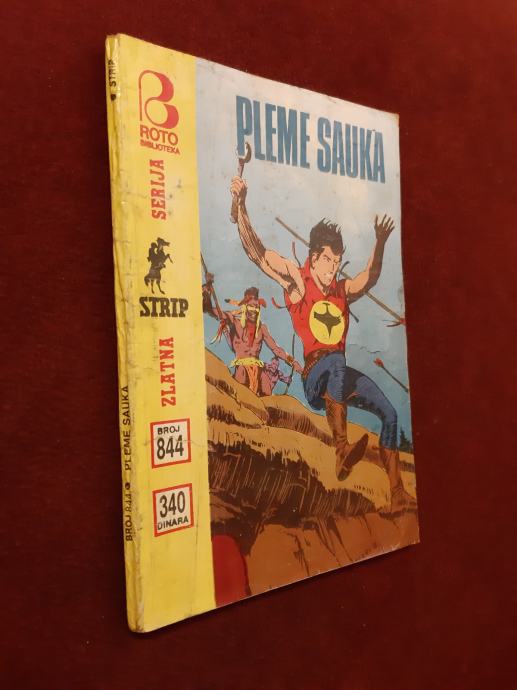 STRIP
BROJ 844 PLEME SAUKA
ROTO
BIBLIOTEKA
ZLATNA SERIJA
STRIP
BROJ
844
340
DINARA
PLEME SAUKA